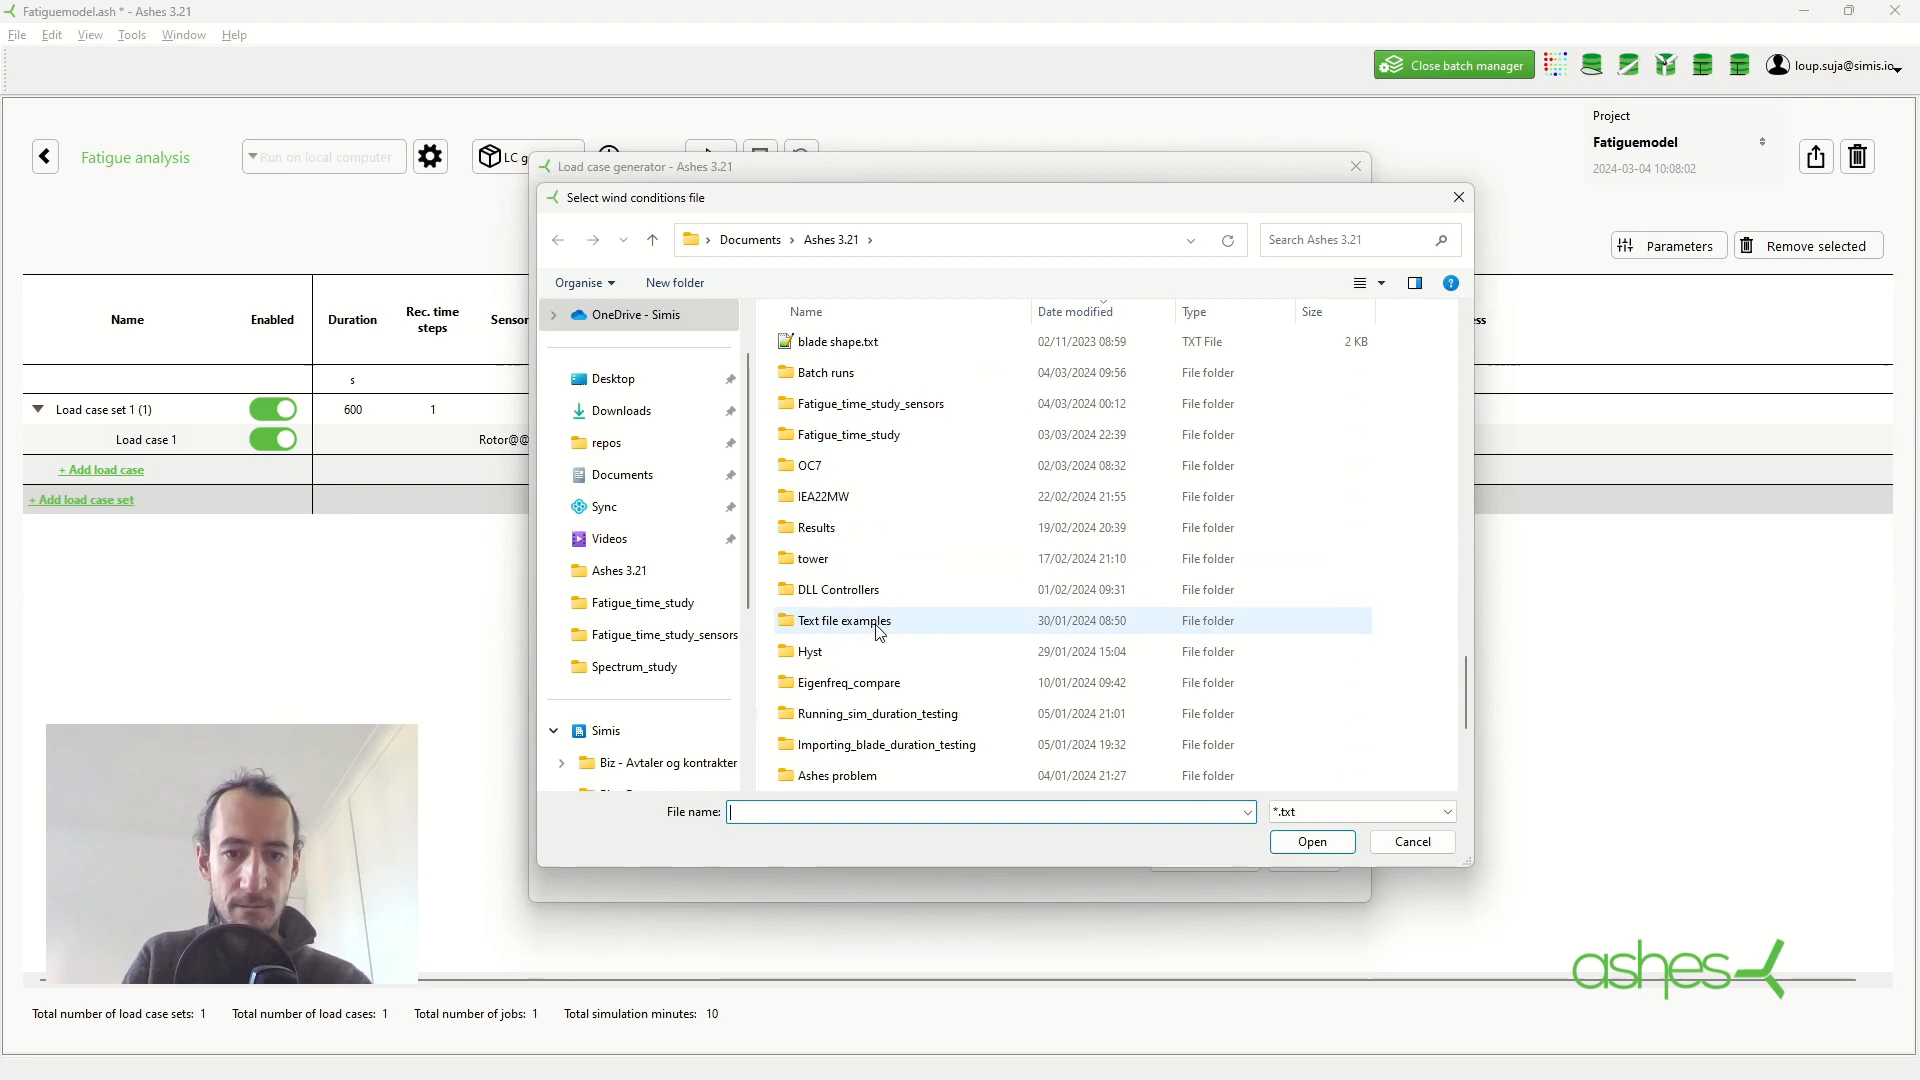 Fatiguemodel.ash * - Ashes 3.21
File Edit View Tools Window Help
Close batch manager
loup.suja@simis.io
Project
Fatiguemodel
2024-03-04 10:08:02
Fatigue analysis
Run on local computer
LC g
Load case generator - Ashes 3.21
Select wind conditions file
Documents > Ashes 3.21 >
Search Ashes 3.21
Organise
New folder
Parameters
Remove selected
Name
Enabled
Duration
Rec. time
steps
Sensor
ss
s
Load case set 1 (1)
600
1
Load case 1
Rotor@@
+ Add load case
+ Add load case set
OneDrive - Simis
Desktop
Downloads
repos
Documents
Sync
Videos
Ashes 3.21
Fatigue_time_study
Fatigue_time_study_sensors
Spectrum_study
Simis
Biz - Avtaler og kontrakter
Name Date modified Type Size
blade shape.txt 02/11/2023 08:59 TXT File 2 KB
Batch runs 04/03/2024 09:56 File folder
Fatigue_time_study_sensors 04/03/2024 00:12 File folder
Fatigue_time_study 03/03/2024 22:39 File folder
OC7 02/03/2024 08:32 File folder
IEA22MW 22/02/2024 21:55 File folder
Results 19/02/2024 20:39 File folder
tower 17/02/2024 21:10 File folder
DLL Controllers 01/02/2024 09:31 File folder
Text file examples 30/01/2024 08:50 File folder
Hyst 29/01/2024 15:04 File folder
Eigenfreq_compare 10/01/2024 09:42 File folder
Running_sim_duration_testing 05/01/2024 21:01 File folder
Importing_blade_duration_testing 05/01/2024 19:32 File folder
Ashes problem 04/01/2024 21:27 File folder
File name:
*.txt
Open
Cancel
ashes
Total number of load case sets: 1 Total number of load cases: 1 Total number of jobs: 1 Total simulation minutes: 10